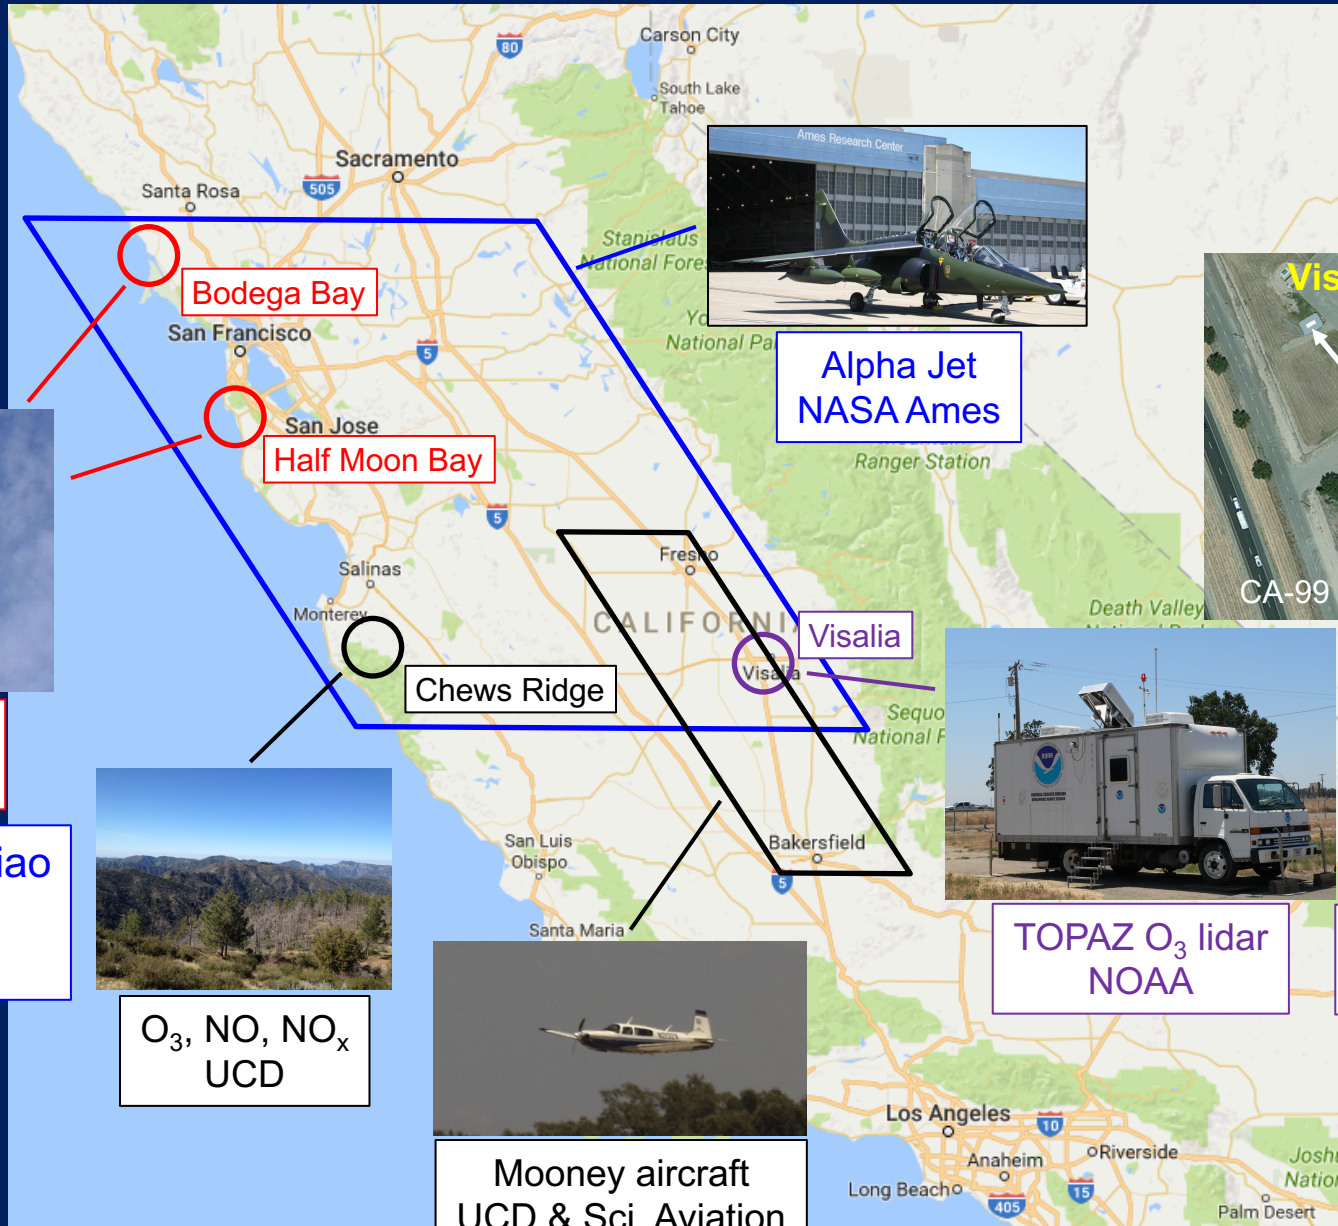 Carson City
80
South Lake
Tahoe
Ames Research Center
Sacramento
Santa Rosa
505
Stanislaus
National Fores
Bodega Bay
Vis
San Francisco
5
Yo
National Pa
Alpha Jet
NASA Ames
San Jose
Half Moon Bay
Ranger Station
5
Fresno
Salinas
CA-99
Monterey
CALIFORNIA
Death Valley
Visalia
Visalia
Chews Ridge
Sequo
National F
San Luis
Obispo
Bakersfield
iao
5
Santa Maria
TOPAZ O₃ lidar
NOAA
O₃, NO, NOₓ
UCD
Los Angeles
10
Anaheim
Riverside
Joshu
Nation
Long Beach
15
405
Palm Desert
Mooney aircraft
UCD & Sci. Aviation